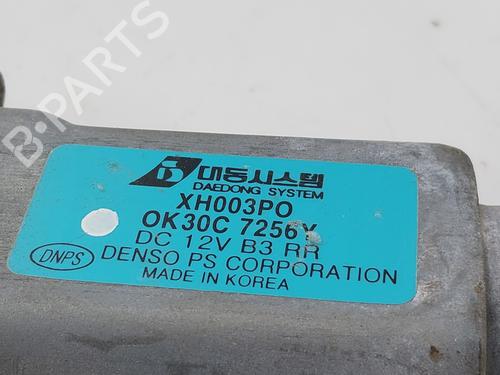 대동시스템
DAEDONG SYSTEM
XH003PO
OK30C 7256Y
DC 12V B3 RR
DNPS
DENSO PS CORPORATION
MADE IN KOREA
B-PARTS